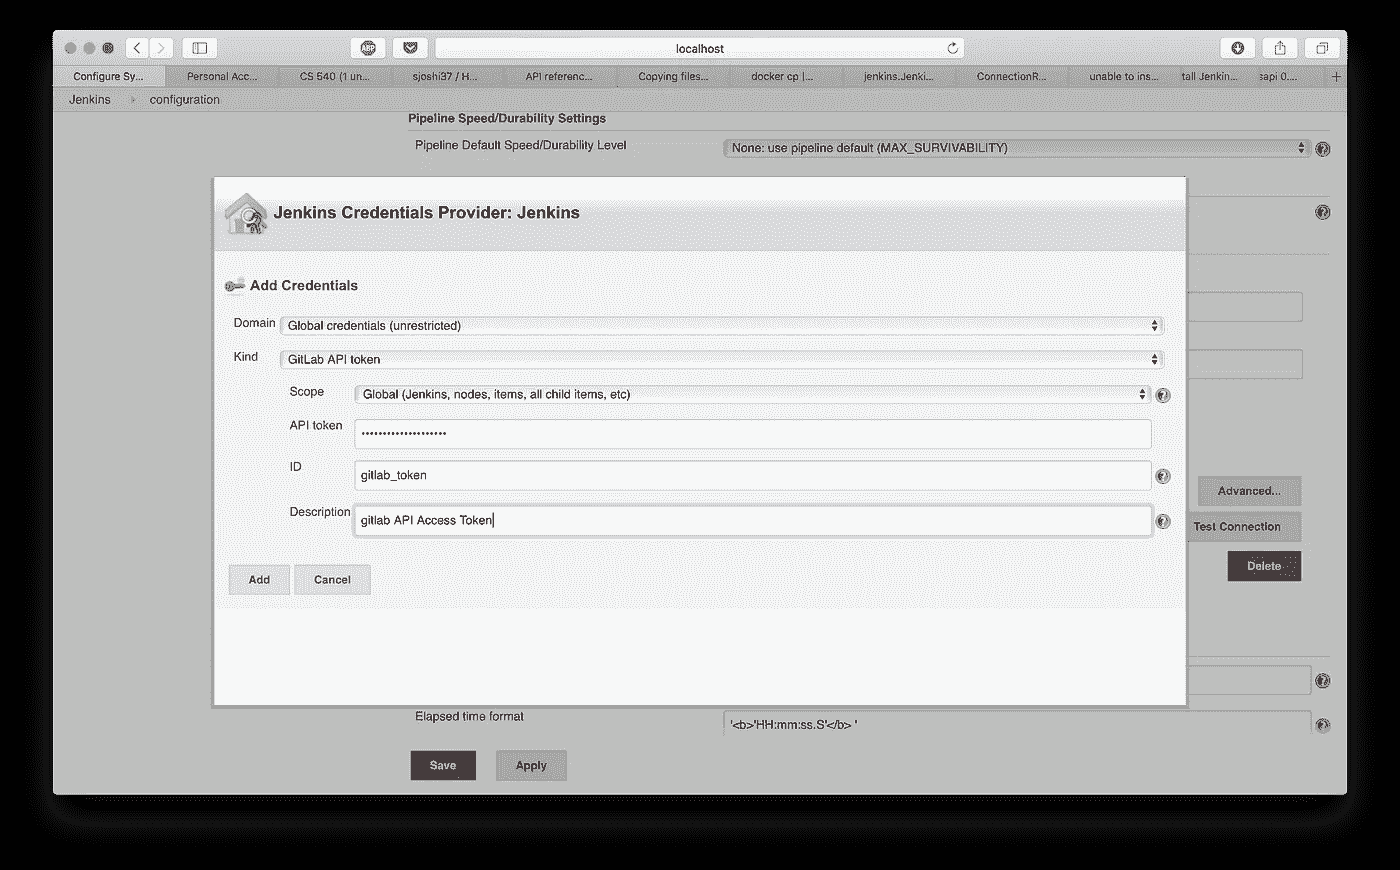 localhost
ABP
Configure Sy... Personal Acc... CS 540 (1 un... sjoshi37 / H... API referenc... Copying files... docker cp |... jenkins.Jenki... ConnectionR... unable to ins... tall Jenkin... sapi 0.... +
Jenkins › configuration
Pipeline Speed/Durability Settings
Pipeline Default Speed/Durability Level None: use pipeline default (MAX_SURVIVABILITY)
Jenkins Credentials Provider: Jenkins
Add Credentials
Domain Global credentials (unrestricted)
Kind GitLab API token
Scope Global (Jenkins, nodes, items, all child items, etc)
API token ••••••••••••••••••••
ID gitlab_token
Description gitlab API Access Token
Advanced...
Test Connection
Delete
Add Cancel
Elapsed time format '<b>'HH:mm:ss.S'</b> '
Save Apply